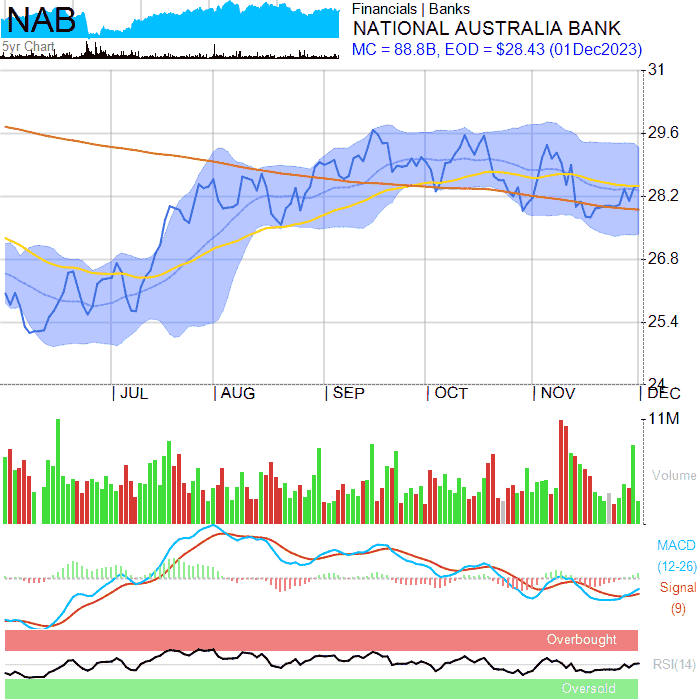 NAB
5yr Chart
Financials | Banks
NATIONAL AUSTRALIA BANK
MC = 88.8B, EOD = $28.43 (01Dec2023)
31
29.6
28.2
26.8
25.4
24
JUL
AUG
SEP
OCT
NOV
DEC
11M
Volume
MACD
(12-26)
Signal
(9)
Overbought
RSI(14)
Oversold